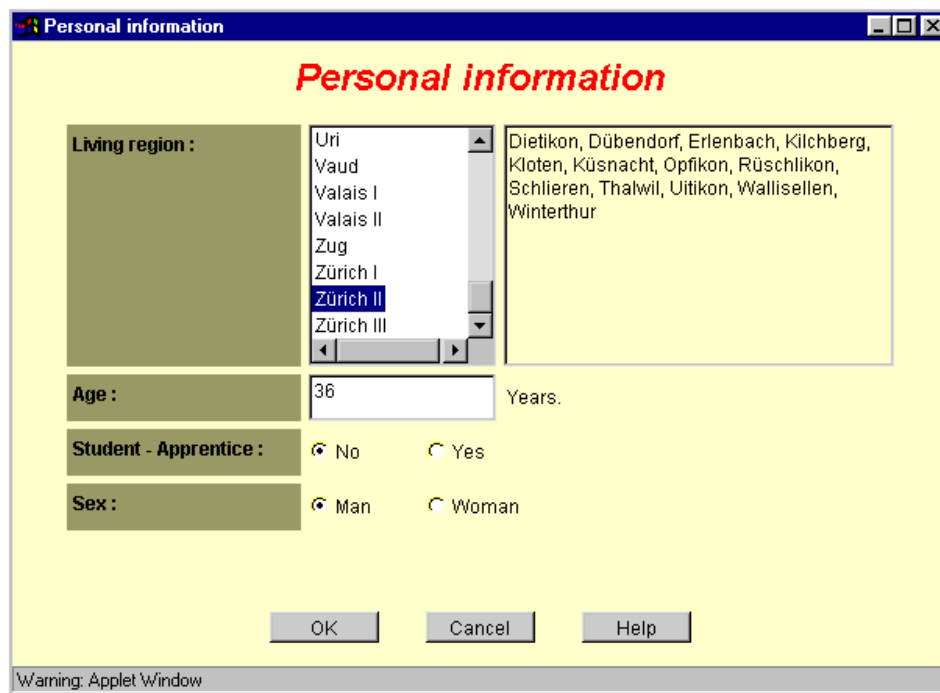 Personal information
Personal information
Living region :
Uri
Vaud
Valais I
Valais II
Zug
Zürich I
Zürich II
Zürich III
Dietikon, Dübendorf, Erlenbach, Kilchberg,
Kloten, Küsnacht, Opfikon, Rüschlikon,
Schlieren, Thalwil, Uitikon, Wallisellen,
Winterthur
Age : 36 Years.
Student - Apprentice : No Yes
Sex : Man Woman
OK Cancel Help
Warning: Applet Window